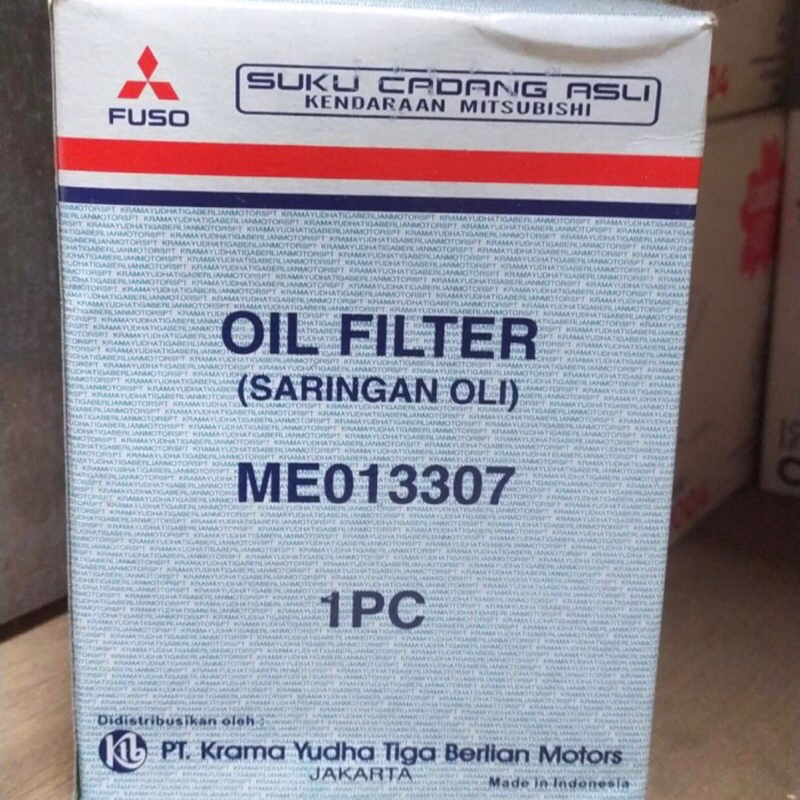 FUSO
SUKU CADANG ASLI
KENDARAAN MITSUBISHI
OIL FILTER
(SARINGAN OLI)
ME013307
1PC
Didistribusikan oleh :
Ktb PT. Krama Yudha Tiga Berlian Motors
JAKARTA
Made in Indonesia